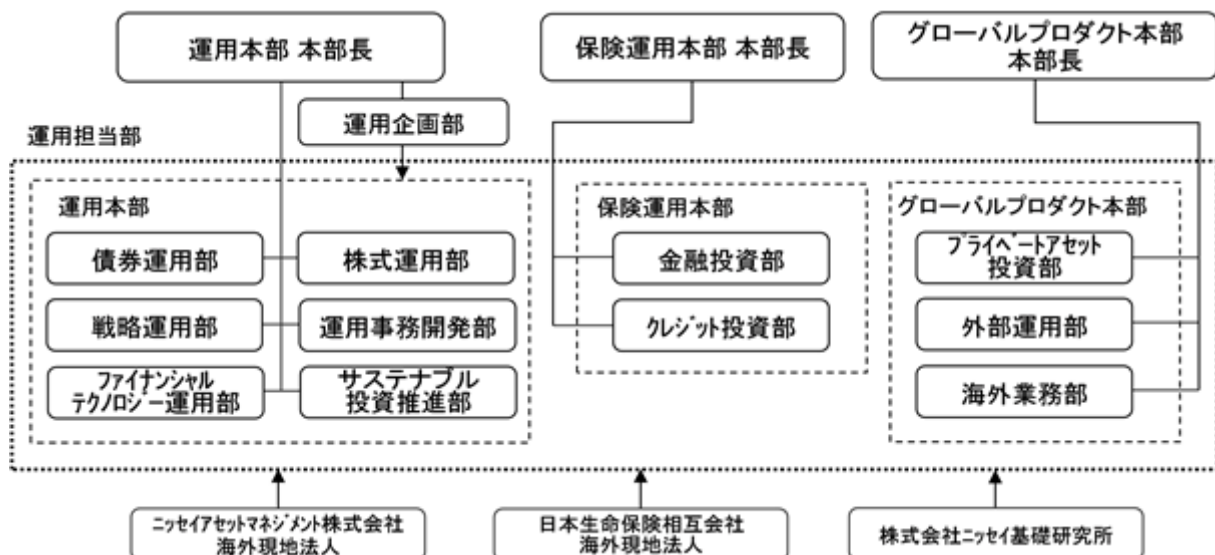 運用本部 本部長
保険運用本部 本部長
グローバルプロダクト本部
本部長
運用企画部
運用担当部
運用本部
債券運用部
株式運用部
戦略運用部
運用事務開発部
ファイナンシャル
テクノロジー運用部
サステナブル
投資推進部
保険運用本部
金融投資部
クレジット投資部
グローバルプロダクト本部
プライベートアセット
投資部
外部運用部
海外業務部
ニッセイアセットマネジメント株式会社
海外現地法人
日本生命保険相互会社
海外現地法人
株式会社ニッセイ基礎研究所